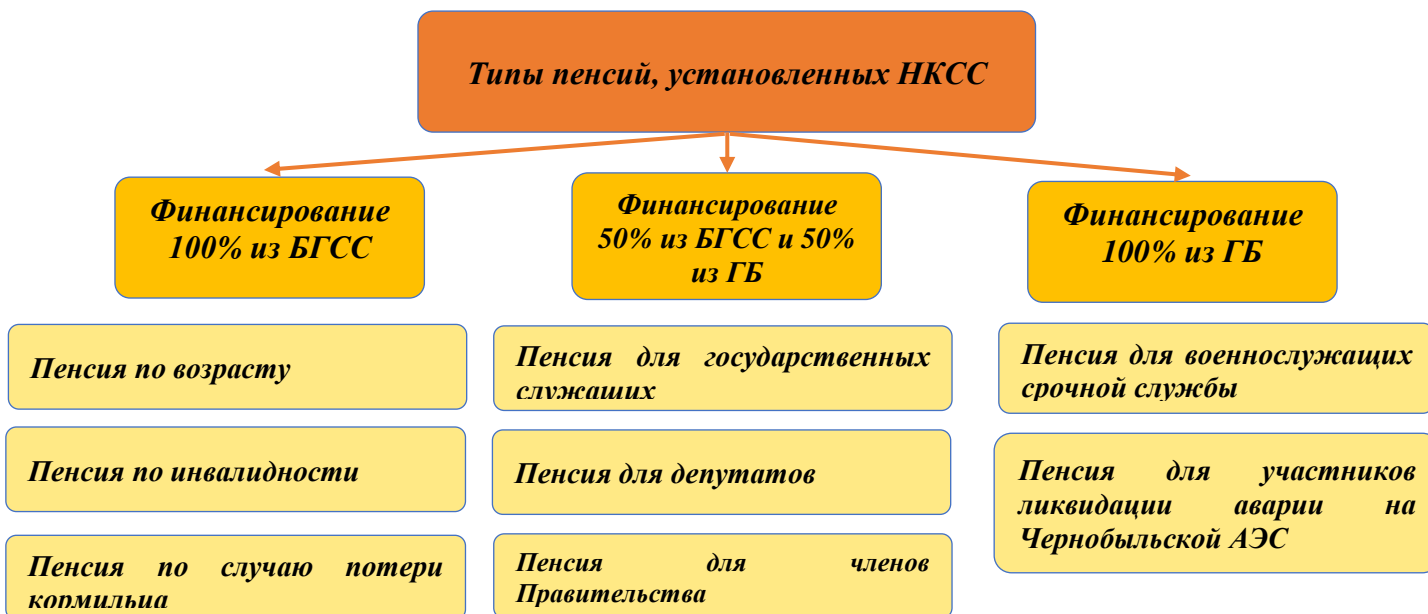 Типы пенсий, установленных НКСС
Финансирование
100% из БГСС
Финансирование
50% из БГСС и 50%
из ГБ
Финансирование
100% из ГБ
Пенсия по возрасту
Пенсия по инвалидности
Пенсия по случаю потери
кормильца
Пенсия для государственных
служащих
Пенсия для депутатов
Пенсия для членов
Правительства
Пенсия для военнослужащих
срочной службы
Пенсия для участников
ликвидации аварии на
Чернобыльской АЭС